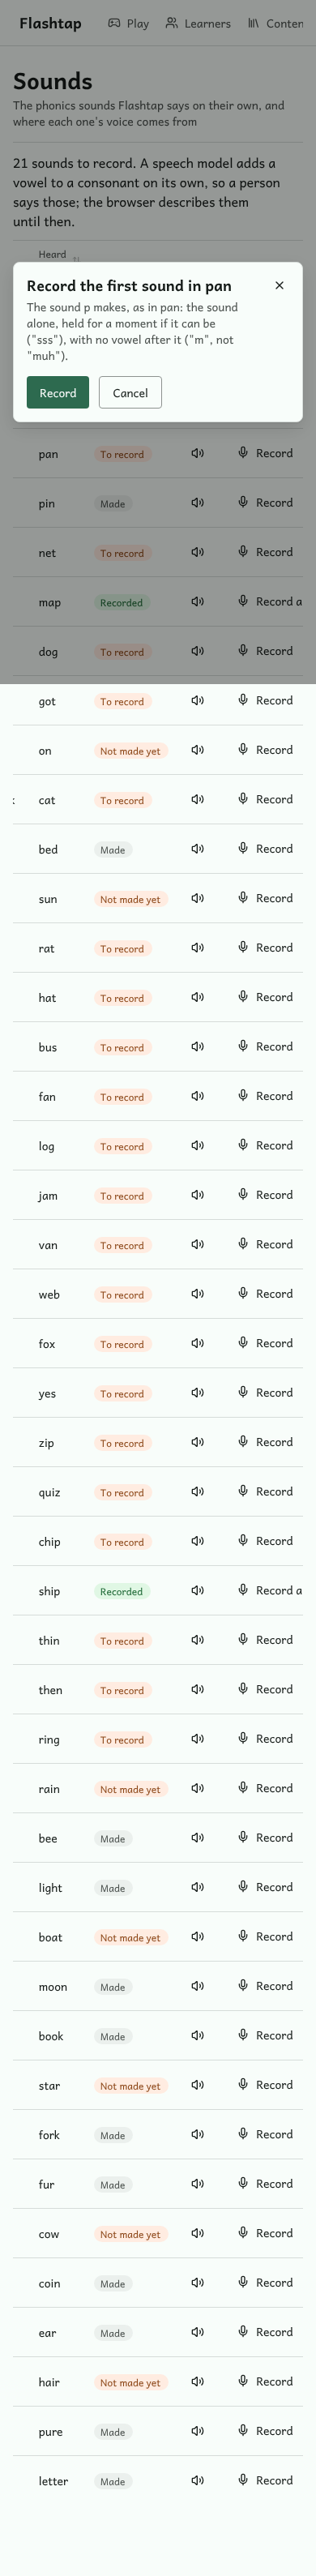 Flashtap Play Learners Conten
Sounds
The phonics sounds Flashtap says on their own, and
where each one's voice comes from
21 sounds to record. A speech model adds a
vowel to a consonant on its own, so a person
says those; the browser describes them
until then.
Heard
Record the first sound in pan
The sound p makes, as in pan: the sound
alone, held for a moment if it can be
("sss"), with no vowel after it ("m", not
"muh").
Record Cancel
pan To record Record
pin Made Record
net To record Record
map Recorded Record a
dog To record Record
got To record Record
on Not made yet Record
cat To record Record
bed Made Record
sun Not made yet Record
rat To record Record
hat To record Record
bus To record Record
fan To record Record
log To record Record
jam To record Record
van To record Record
web To record Record
fox To record Record
yes To record Record
zip To record Record
quiz To record Record
chip To record Record
ship Recorded Record a
thin To record Record
then To record Record
ring To record Record
rain Not made yet Record
bee Made Record
light Made Record
boat Not made yet Record
moon Made Record
book Made Record
star Not made yet Record
fork Made Record
fur Made Record
cow Not made yet Record
coin Made Record
ear Made Record
hair Not made yet Record
pure Made Record
letter Made Record